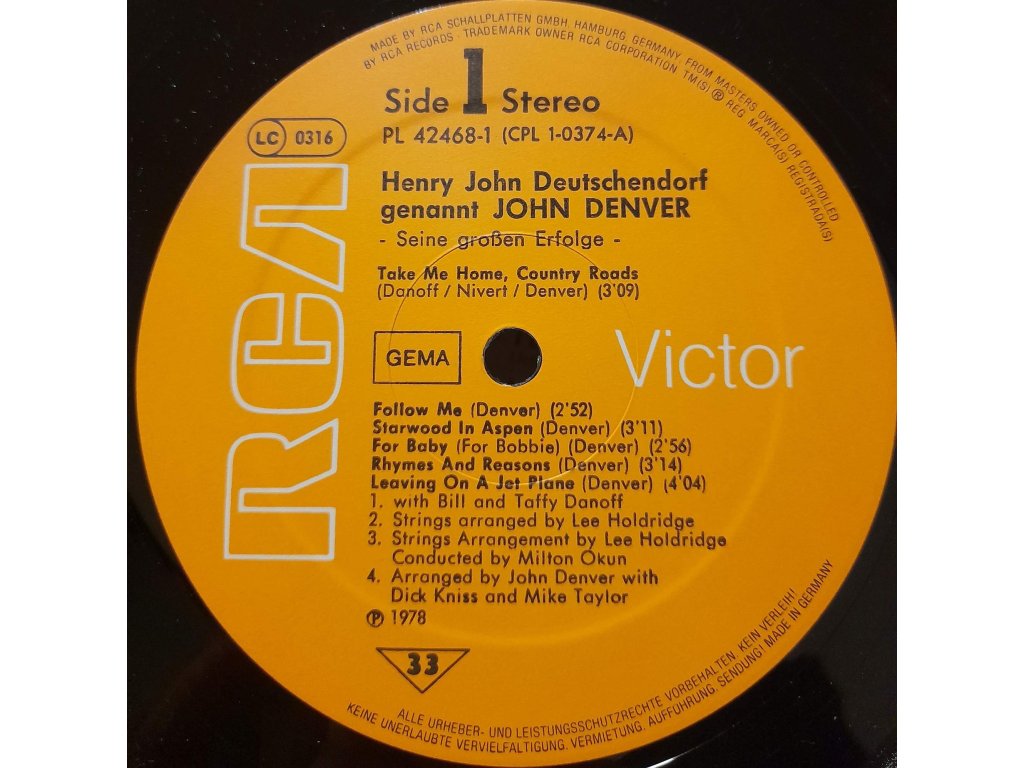 MADE BY RCA SCHALLPLATTEN GMBH, HAMBURG, GERMANY, FROM MASTERS OWNED OR CONTROLLED
BY RCA RECORDS · TRADEMARK OWNER RCA CORPORATION TM(S) ® REG MARCA(S) REGISTRADA(S)
Side 1 Stereo
PL 42468-1 (CPL 1-0374-A)
LC 0316
RCA
Henry John Deutschendorf
genannt JOHN DENVER
- Seine großen Erfolge -
Take Me Home, Country Roads
(Danoff / Nivert / Denver) (3'09)
GEMA
Victor
Follow Me (Denver) (2'52)
Starwood In Aspen (Denver) (3'11)
For Baby (For Bobbie) (Denver) (2'56)
Rhymes And Reasons (Denver) (3'14)
Leaving On A Jet Plane (Denver) (4'04)
1. with Bill and Taffy Danoff
2. Strings arranged by Lee Holdridge
3. Strings Arrangement by Lee Holdridge
Conducted by Milton Okun
4. Arranged by John Denver with
Dick Kniss and Mike Taylor
℗ 1978
33
ALLE URHEBER- UND LEISTUNGSSCHUTZRECHTE VORBEHALTEN. KEIN VERLEIH!
KEINE UNERLAUBTE VERVIELFÄLTIGUNG, VERMIETUNG, AUFFÜHRUNG, SENDUNG! MADE IN GERMANY